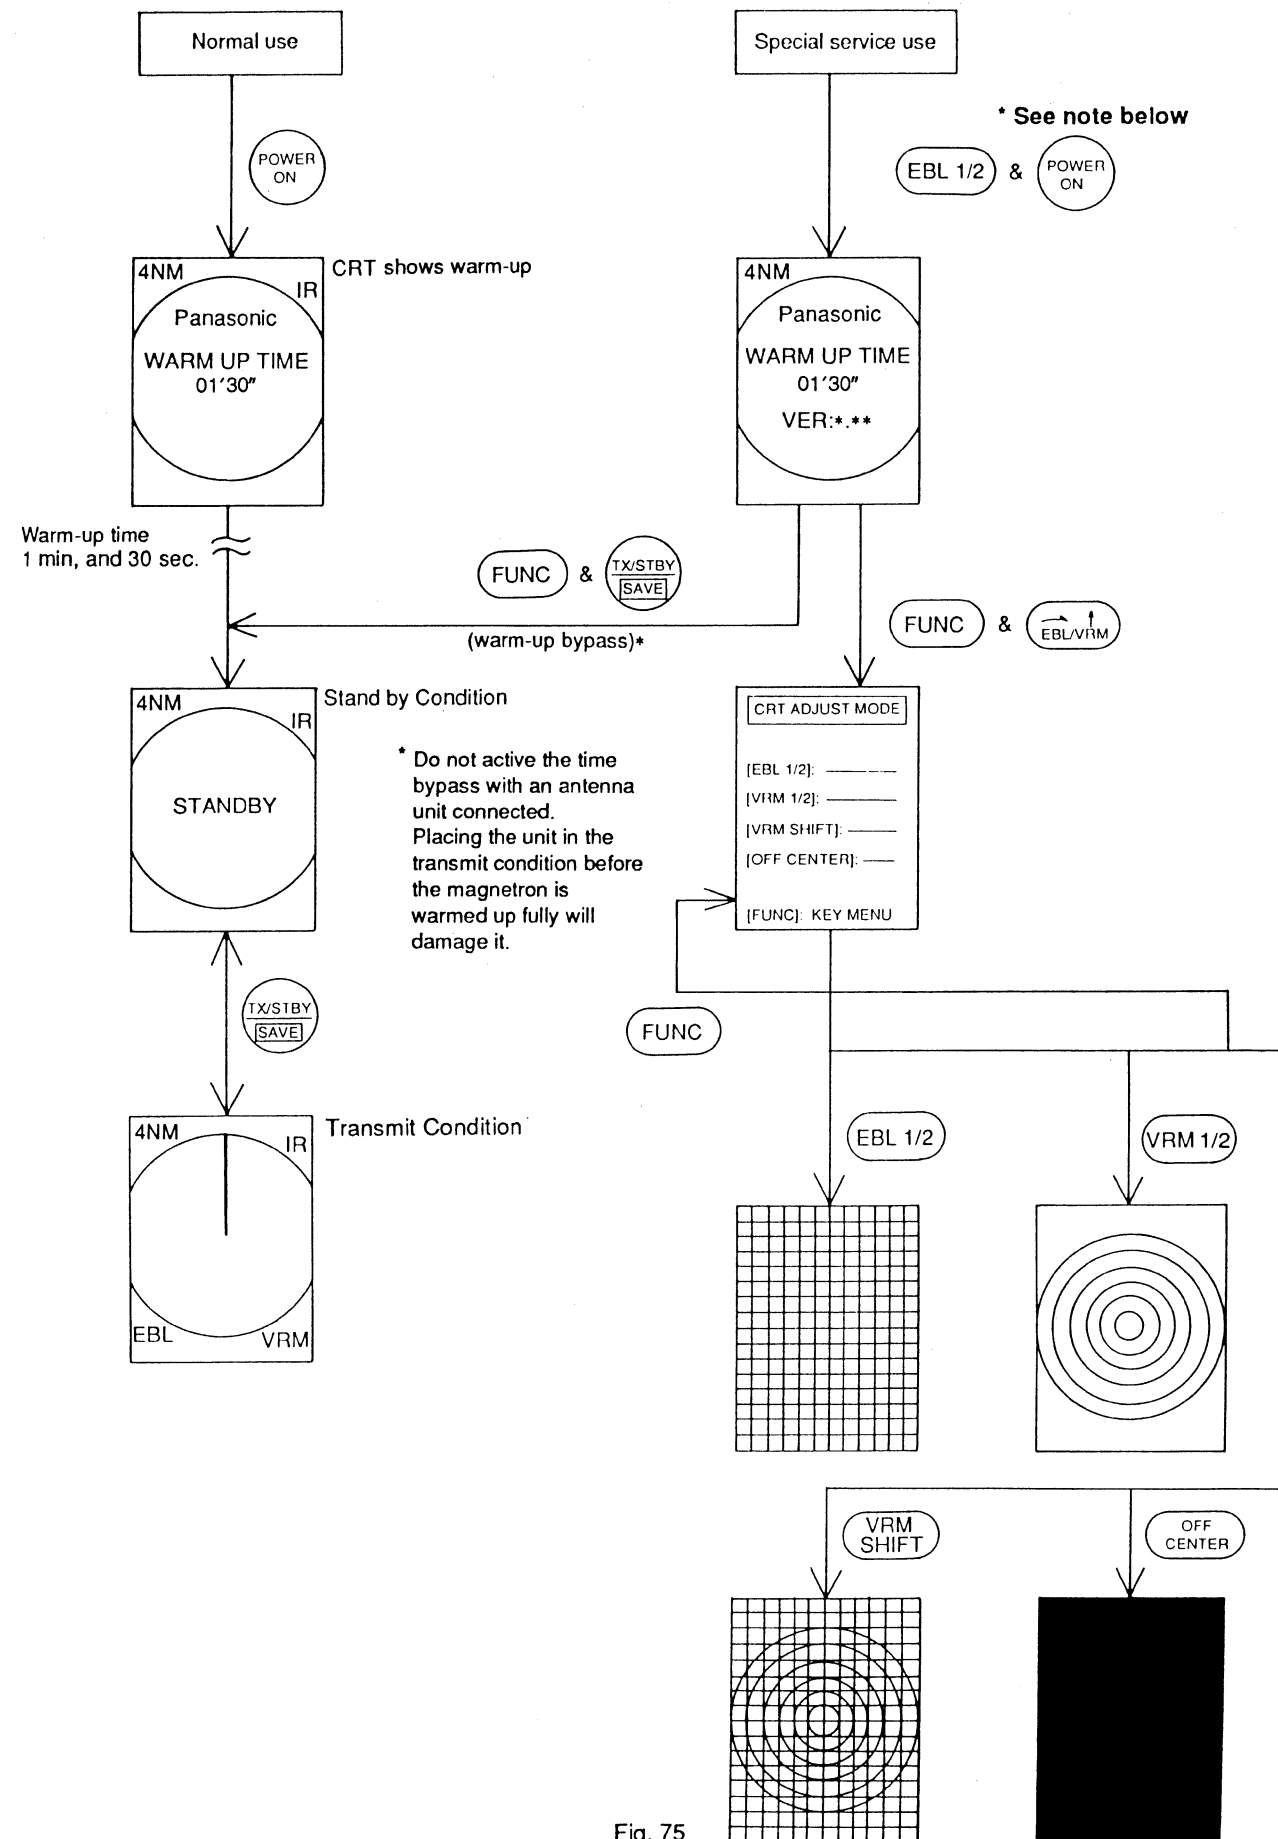 Normal use
Special service use
* See note below
POWER
ON
EBL 1/2 & POWER
ON
4NM
IR
CRT shows warm-up
Panasonic
WARM UP TIME
01'30"
4NM
Panasonic
WARM UP TIME
01'30"
VER:*.**
Warm-up time
1 min, and 30 sec.
FUNC & TX/STBY
SAVE
(warm-up bypass)*
FUNC & EBL/VRM
4NM
IR
Stand by Condition
STANDBY
* Do not active the time
bypass with an antenna
unit connected.
Placing the unit in the
transmit condition before
the magnetron is
warmed up fully will
damage it.
CRT ADJUST MODE
[EBL 1/2]:
[VRM 1/2]:
[VRM SHIFT]:
[OFF CENTER]:
[FUNC]: KEY MENU
TX/STBY
SAVE
FUNC
4NM
IR
Transmit Condition
EBL
VRM
EBL 1/2
VRM 1/2
VRM
SHIFT
OFF
CENTER
Fig. 75